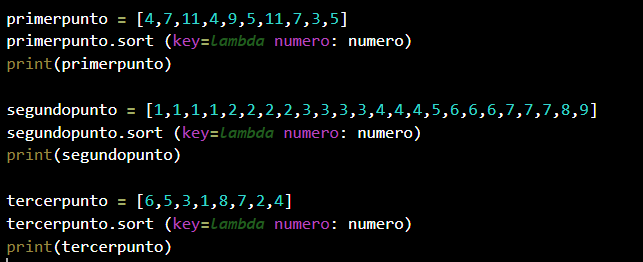 primerpunto = [4,7,11,4,9,5,11,7,3,5]
primerpunto.sort (key=lambda numero: numero)
print(primerpunto)
segundopunto = [1,1,1,1,2,2,2,2,3,3,3,3,4,4,4,5,6,6,6,7,7,7,8,9]
segundopunto.sort (key=lambda numero: numero)
print(segundopunto)
tercerpunto = [6,5,3,1,8,7,2,4]
tercerpunto.sort (key=lambda numero: numero)
print(tercerpunto)